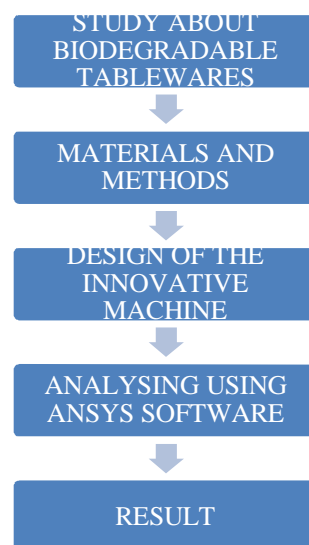 STUDY ABOUT
BIODEGRADABLE
TABLEWARES
MATERIALS AND
METHODS
DESIGN OF THE
INNOVATIVE
MACHINE
ANALYSING USING
ANSYS SOFTWARE
RESULT